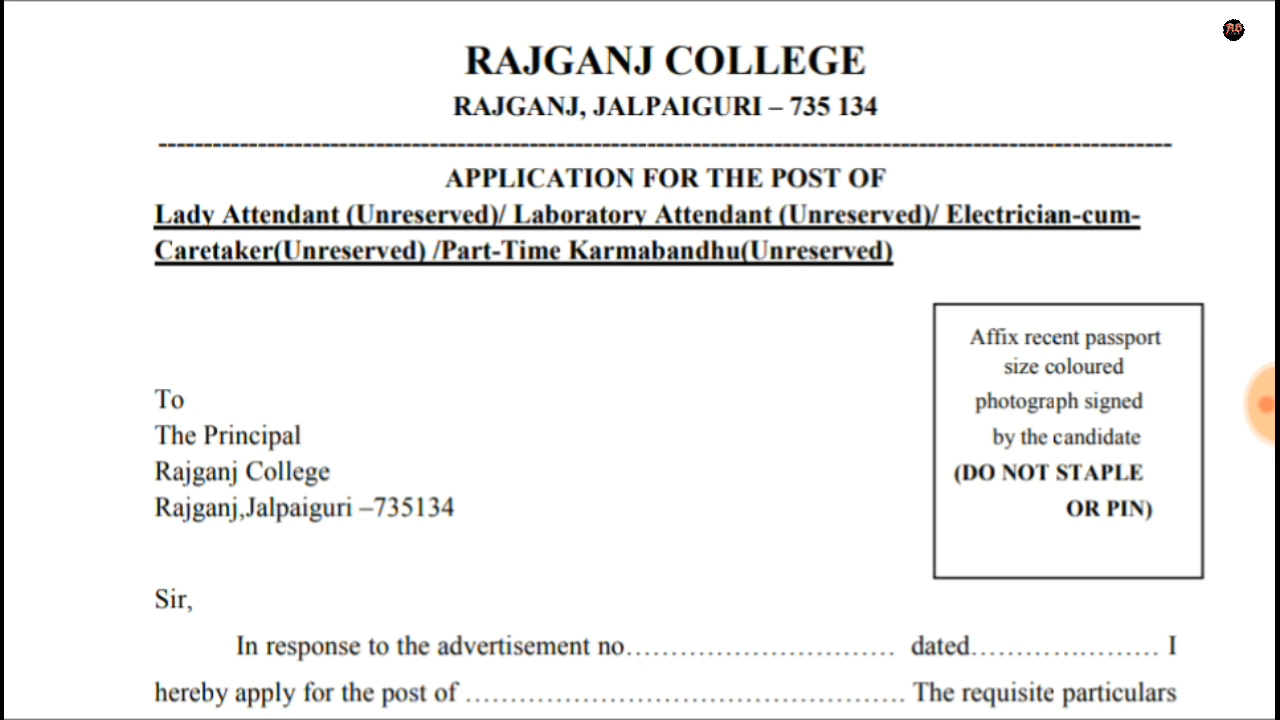 RAJGANJ COLLEGE
RAJGANJ, JALPAIGURI – 735 134
---------------------------------------------------------------------------------------------------------------------
APPLICATION FOR THE POST OF
Lady Attendant (Unreserved)/ Laboratory Attendant (Unreserved)/ Electrician-cum-
Caretaker(Unreserved) /Part-Time Karmabandhu(Unreserved)
Affix recent passport
size coloured
photograph signed
by the candidate
(DO NOT STAPLE
OR PIN)
To
The Principal
Rajganj College
Rajganj,Jalpaiguri –735134
Sir,
In response to the advertisement no.............................. dated..................... I
hereby apply for the post of ................................................. The requisite particulars